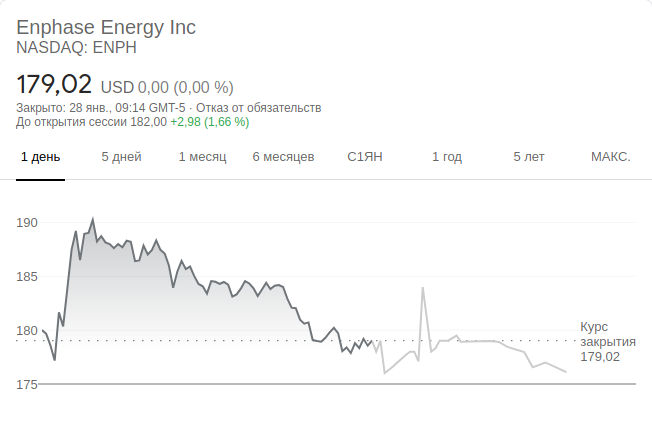 Enphase Energy Inc
NASDAQ: ENPH
179,02 USD 0,00 (0,00 %)
Закрыто: 28 янв., 09:14 GMT-5 · Отказ от обязательств
До открытия сессии 182,00 +2,98 (1,66 %)
1 день 5 дней 1 месяц 6 месяцев С1ЯН 1 год 5 лет МАКС.
190
185
180
175
Курс
закрытия
179,02